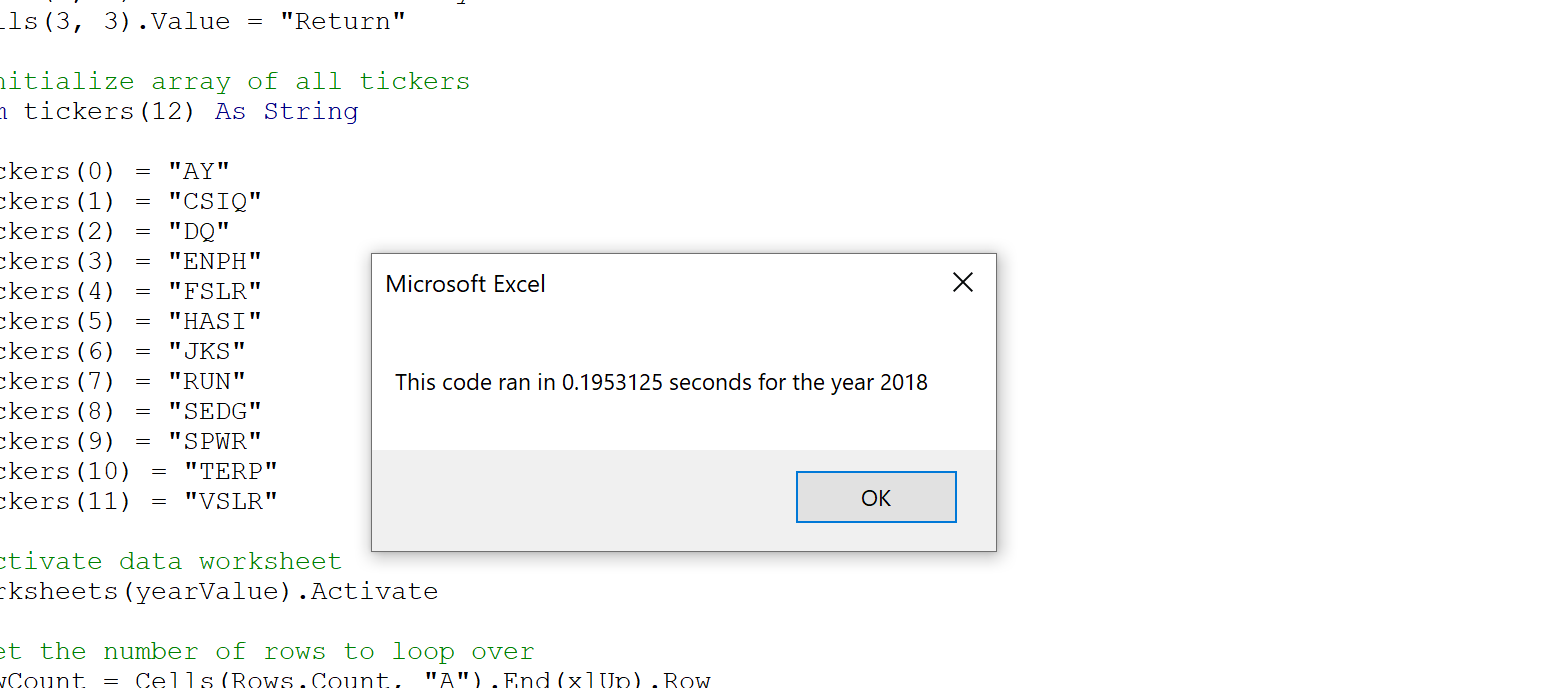 lls(3, 3).Value = "Return"
nitialize array of all tickers
m tickers(12) As String
ckers(0) = "AY"
ckers(1) = "CSIQ"
ckers(2) = "DQ"
ckers(3) = "ENPH"
ckers(4) = "FSLR"
ckers(5) = "HASI"
ckers(6) = "JKS"
ckers(7) = "RUN"
ckers(8) = "SEDG"
ckers(9) = "SPWR"
ckers(10) = "TERP"
ckers(11) = "VSLR"
Microsoft Excel
This code ran in 0.1953125 seconds for the year 2018
OK
ctivate data worksheet
rksheets(yearValue).Activate
et the number of rows to loop over
wCount = Cells(Rows.Count, "A").End(xlUp).Row